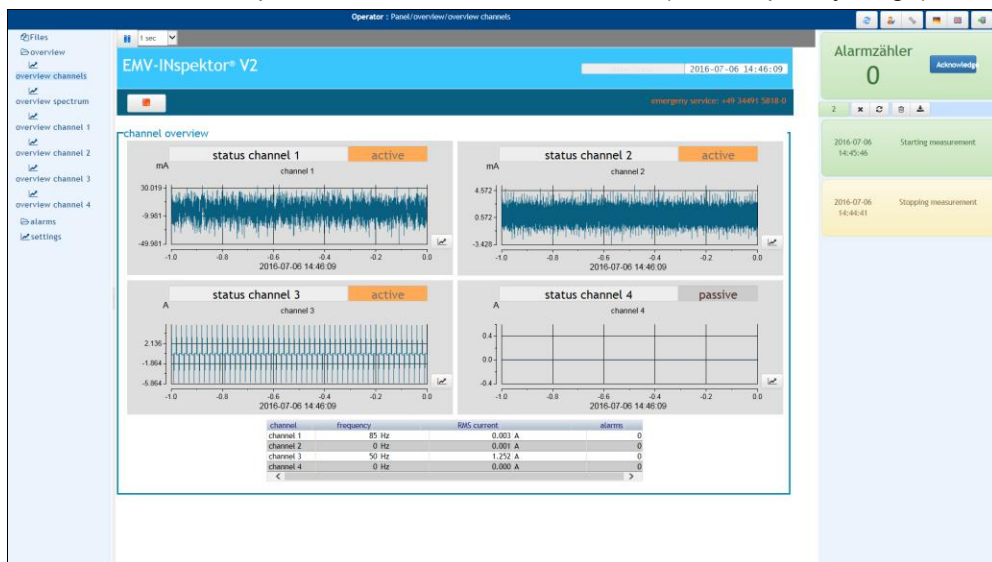 Operator : Panel/overview/overview channels
Files
overview
overview channels
overview spectrum
overview channel 1
overview channel 2
overview channel 3
overview channel 4
alarms
settings
1 sec
EMV-INspektor® V2
2016-07-06 14:46:09
emergeny service: +49 34491 5818-0
channel overview
status channel 1 active
mA
channel 1
30.019
-9.981
-49.981
-1.0 -0.8 -0.6 -0.4 -0.2 0.0
2016-07-06 14:46:09
status channel 2 active
mA
channel 2
4.572
0.572
-3.428
-1.0 -0.8 -0.6 -0.4 -0.2 0.0
2016-07-06 14:46:09
status channel 3 active
A
channel 3
2.136
-1.864
-5.864
-1.0 -0.8 -0.6 -0.4 -0.2 0.0
2016-07-06 14:46:09
status channel 4 passive
A
channel 4
0.4
0.0
-0.4
-1.0 -0.8 -0.6 -0.4 -0.2 0.0
2016-07-06 14:46:09
channel frequency RMS current alarms
channel 1 85 Hz 0.003 A 0
channel 2 0 Hz 0.001 A 0
channel 3 50 Hz 1.252 A 0
channel 4 0 Hz 0.000 A 0
Alarmzähler
0
Acknowledge
2
2016-07-06 Starting measurement
14:45:46
2016-07-06 Stopping measurement
14:44:41